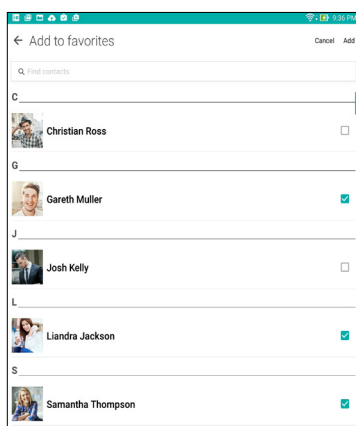 9:36 PM
Add to favorites
Cancel Add
Find contacts
C
Christian Ross
G
Gareth Muller
J
Josh Kelly
L
Liandra Jackson
S
Samantha Thompson